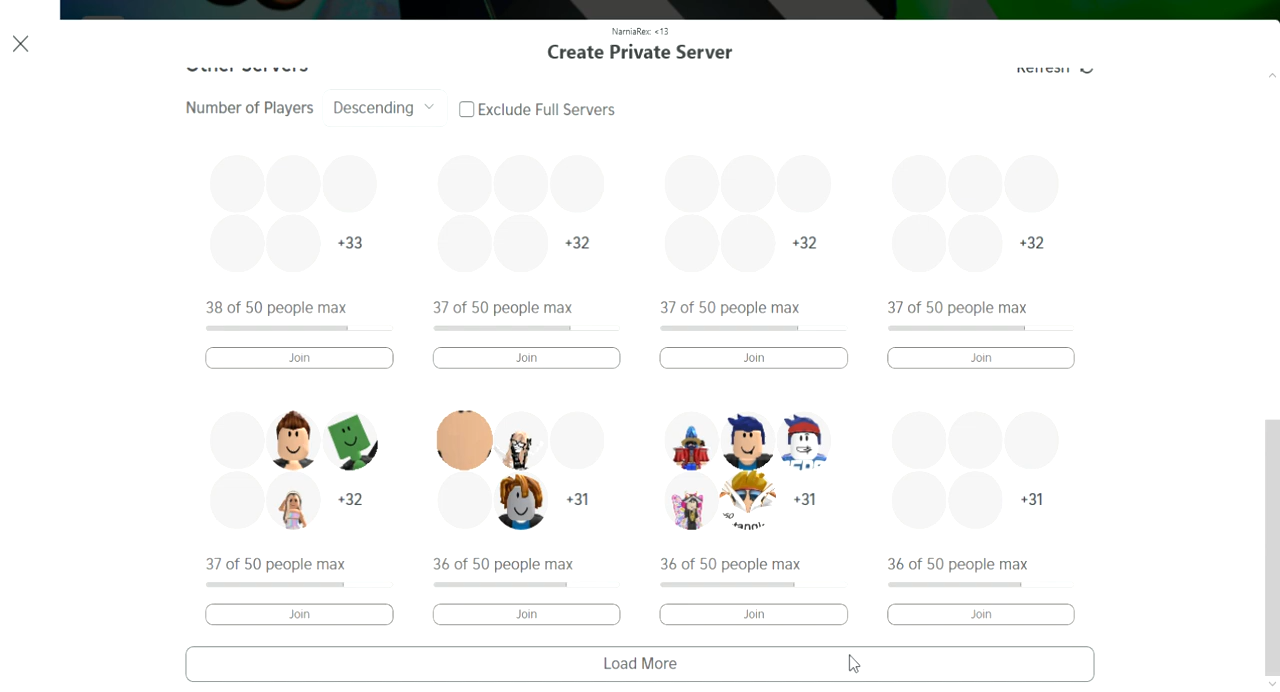 NarniaRex: <13
Create Private Server
Other Servers
Refresh
Number of Players
Descending
Exclude Full Servers
+33
+32
+32
+32
38 of 50 people max
37 of 50 people max
37 of 50 people max
37 of 50 people max
Join
Join
Join
Join
+32
+31
+31
+31
37 of 50 people max
36 of 50 people max
36 of 50 people max
36 of 50 people max
Join
Join
Join
Join
Load More